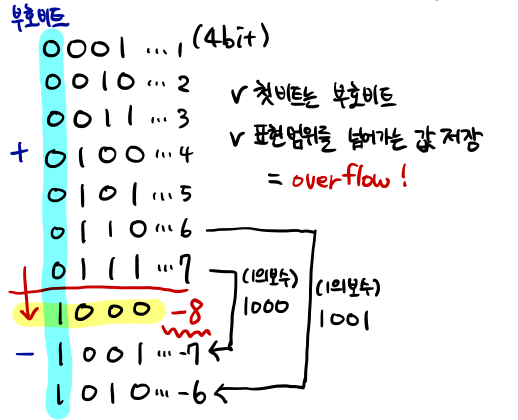 부호비트
0001 … 1 (4bit)
0010 … 2
✓ 첫비트는 부호비트
0011 … 3
✓ 표현범위를 넘어가는 값 저장
+ 0100 … 4
= overflow!
0101 … 5
0110 … 6
0111 … 7
(1의보수)
1000
(1의보수)
1001
1000 -8
- 1001 … -7
1010 … -6